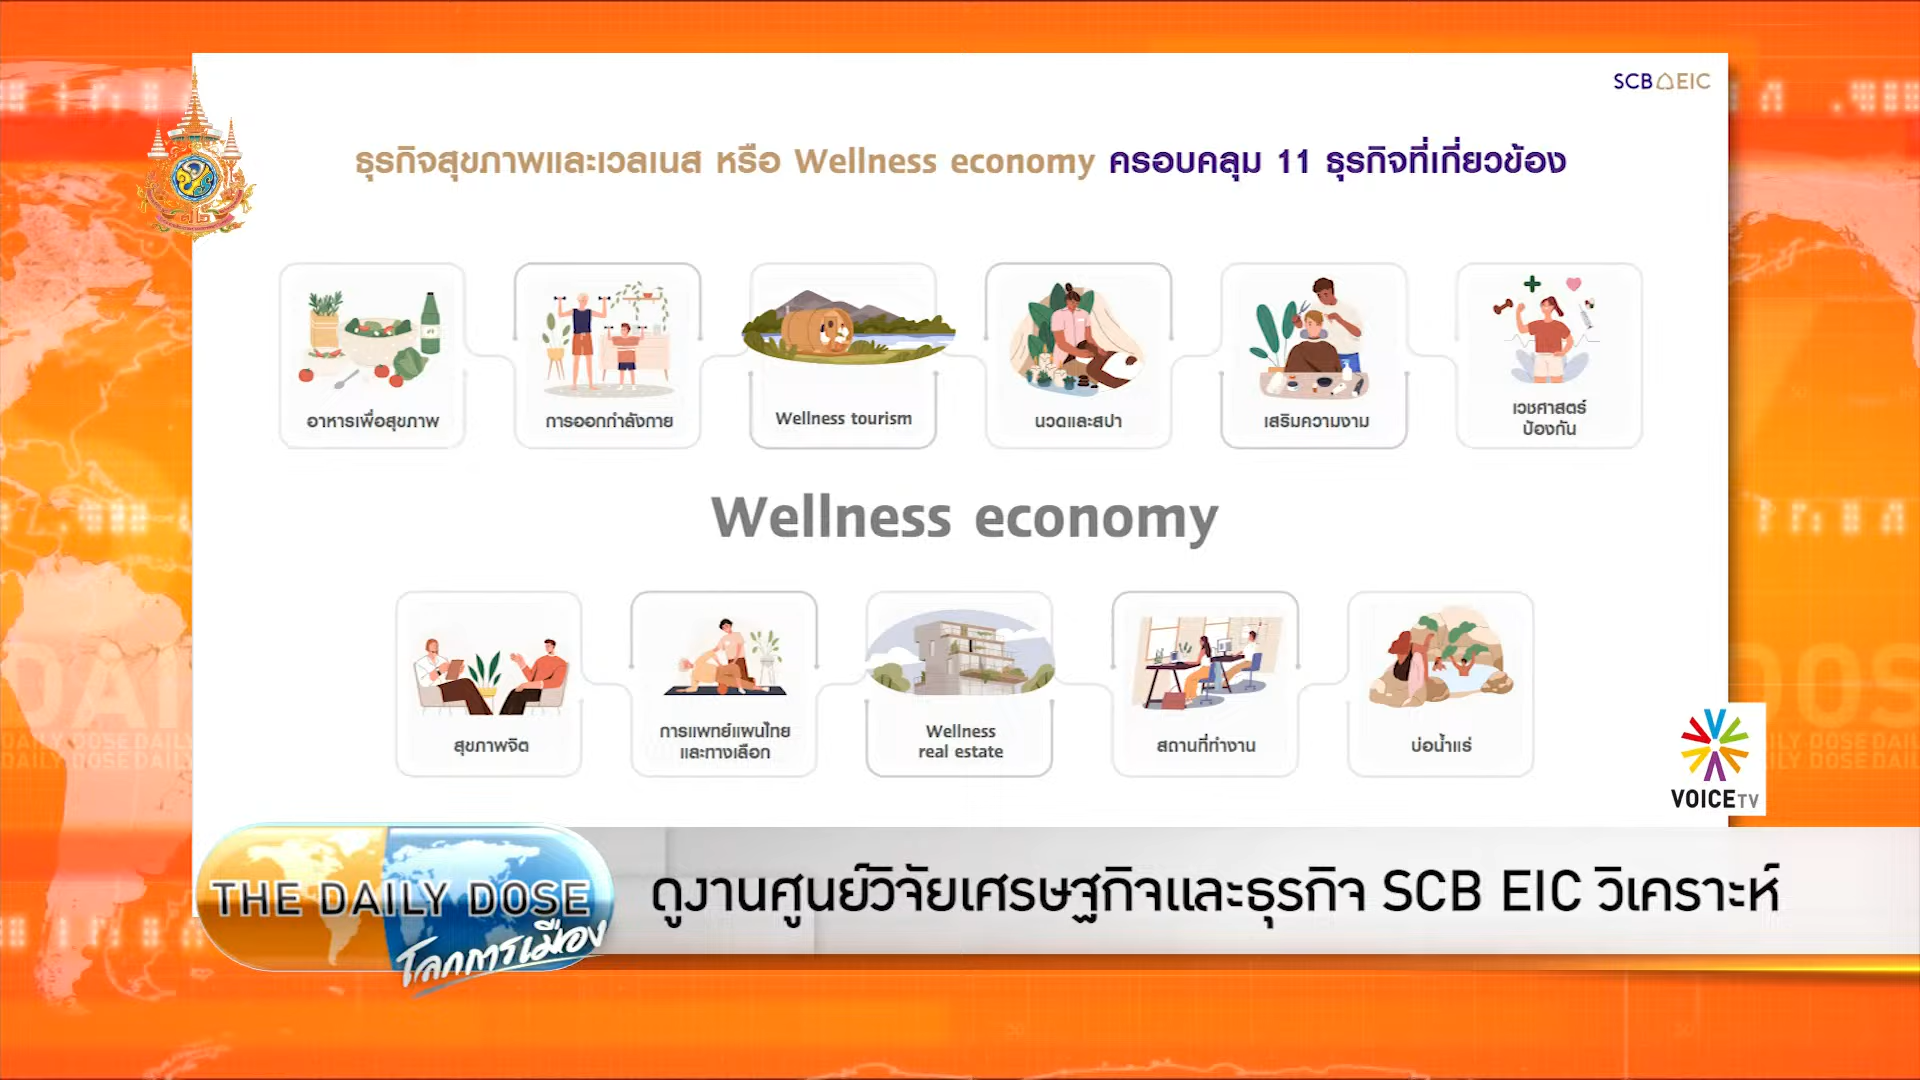 SCB EIC
ธุรกิจสุขภาพและเวลเนส หรือ Wellness economy ครอบคลุม 11 ธุรกิจที่เกี่ยวข้อง
อาหารเพื่อสุขภาพ
การออกกำลังกาย
Wellness tourism
นวดและสปา
เสริมความงาม
เวชศาสตร์
ป้องกัน
Wellness economy
สุขภาพจิต
การแพทย์แผนไทย
และทางเลือก
Wellness
real estate
สถานที่ทำงาน
บ่อน้ำแร่
VOICE TV
THE DAILY DOSE
โลกการเมือง
ดูงานศูนย์วิจัยเศรษฐกิจและธุรกิจ SCB EIC วิเคราะห์